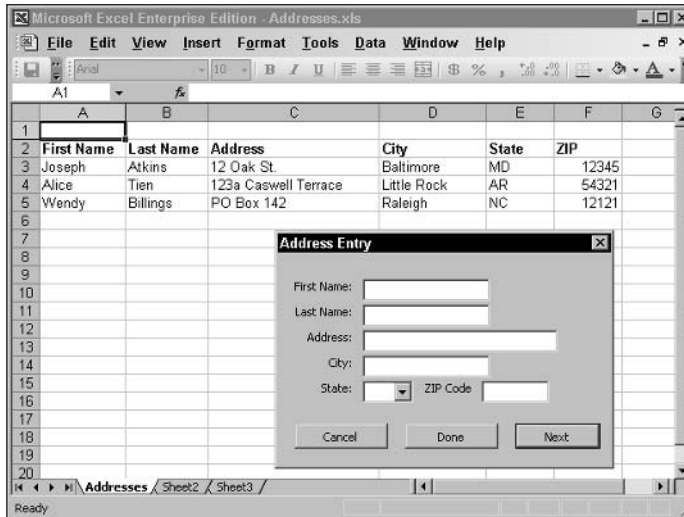 Microsoft Excel Enterprise Edition - Addresses.xls
File Edit View Insert Format Tools Data Window Help
Arial 10 B I U $ % ,
A1 fx
A B C D E F G
1
2 First Name Last Name Address City State ZIP
3 Joseph Atkins 12 Oak St. Baltimore MD 12345
4 Alice Tien 123a Caswell Terrace Little Rock AR 54321
5 Wendy Billings PO Box 142 Raleigh NC 12121
6
7
8
9
10
11
12
13
14
15
16
17
18
19
20
Address Entry
First Name:
Last Name:
Address:
City:
State: ZIP Code
Cancel Done Next
Addresses Sheet2 Sheet3
Ready